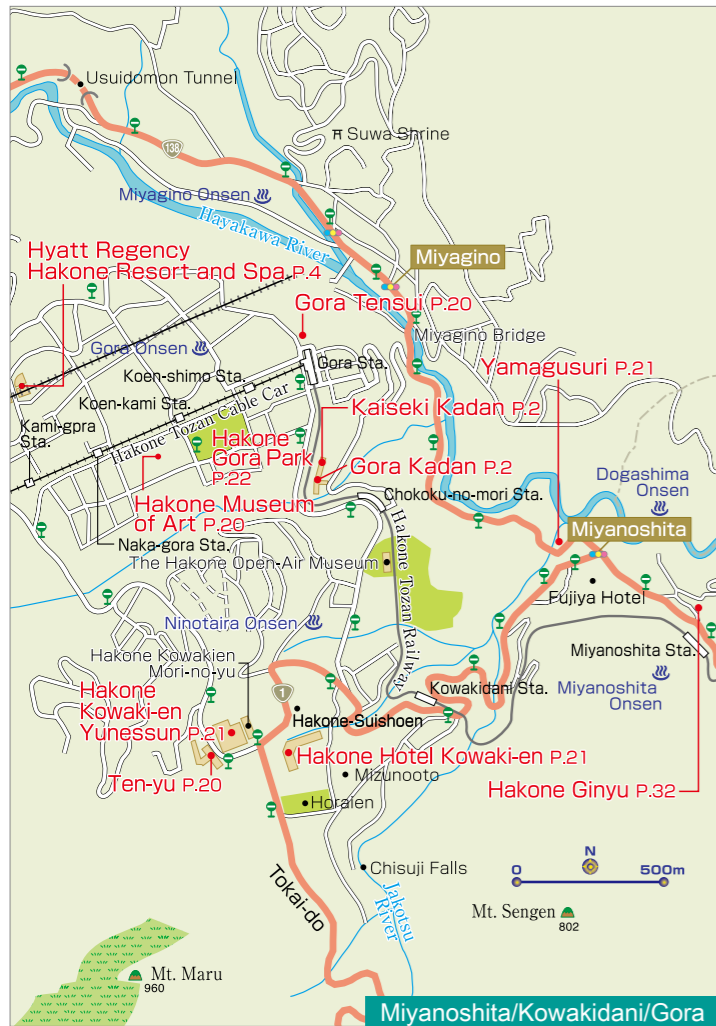 Usuidomon Tunnel
138
Suwa Shrine
Miyagino Onsen
Hayakawa River
Hyatt Regency
Hakone Resort and Spa P.4
Miyagino
Gora Tensui P.20
Miyagino Bridge
Gora Onsen
Gora Sta.
Yamagusuri P.21
Koen-shimo Sta.
Koen-kami Sta.
Kami-gpra
Sta.
Hakone Tozan Cable Car
Kaiseki Kadan P.2
Hakone
Gora Park
P.22
Gora Kadan P.2
Dogashima
Onsen
Hakone Museum
of Art P.20
Chokoku-no-mori Sta.
Miyanoshita
Naka-gora Sta.
The Hakone Open-Air Museum
Hakone Tozan Railway
Fujiya Hotel
Ninotaira Onsen
Miyanoshita Sta.
Hakone Kowakien
Mori-no-yu
Miyanoshita
Onsen
Hakone
Kowaki-en
Yunessun P.21
1
Kowakidani Sta.
Hakone-Suishoen
Hakone Hotel Kowaki-en P.21
Ten-yu P.20
Mizunooto
Hakone Ginyu P.32
Horaien
Chisuji Falls
N
0
500m
Tokai-do
Jakotsu
River
Mt. Sengen
802
Mt. Maru
960
Miyanoshita/Kowakidani/Gora